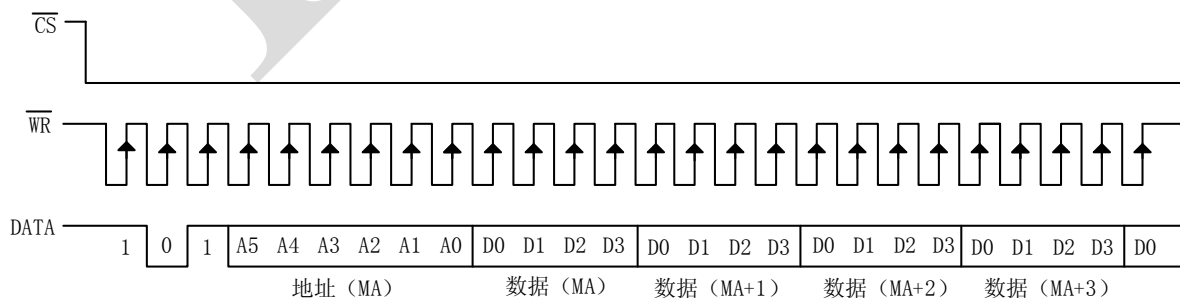 CS
WR
DATA 1 0 1 A5 A4 A3 A2 A1 A0 D0 D1 D2 D3 D0 D1 D2 D3 D0 D1 D2 D3 D0 D1 D2 D3 D0
地址（MA） 数据（MA） 数据（MA+1） 数据（MA+2） 数据（MA+3）